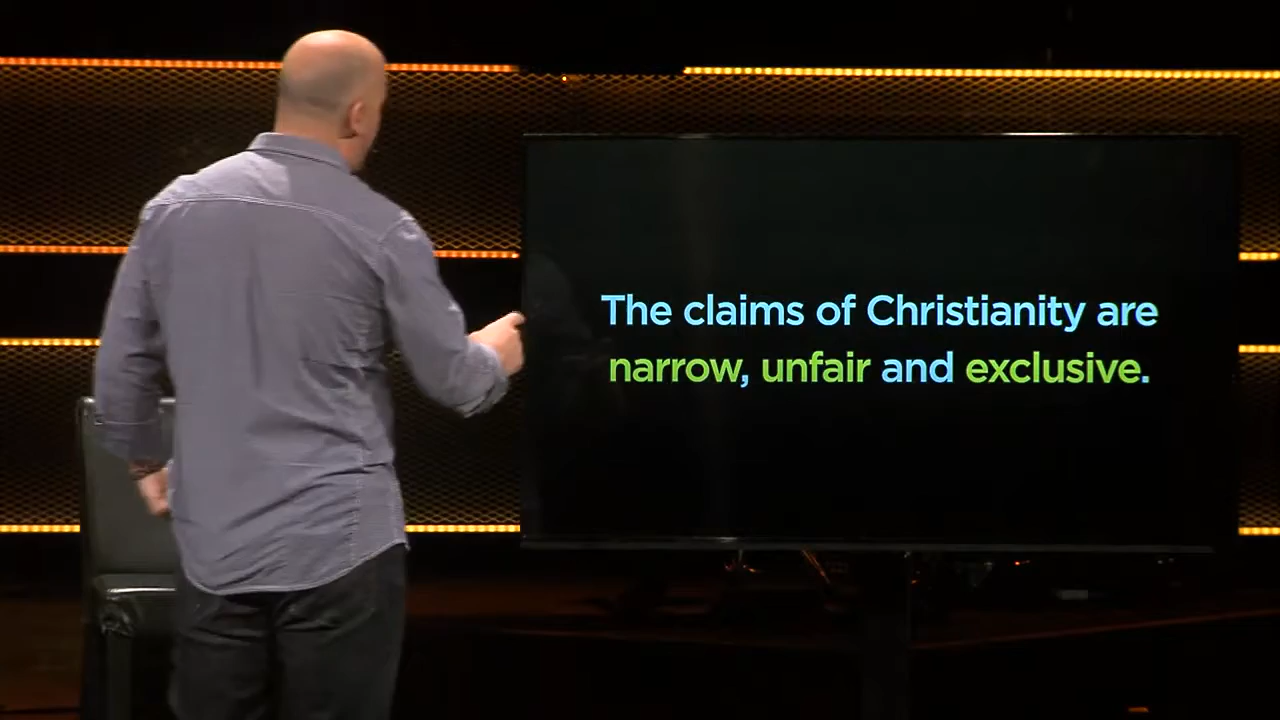 The claims of Christianity are
narrow, unfair and exclusive.